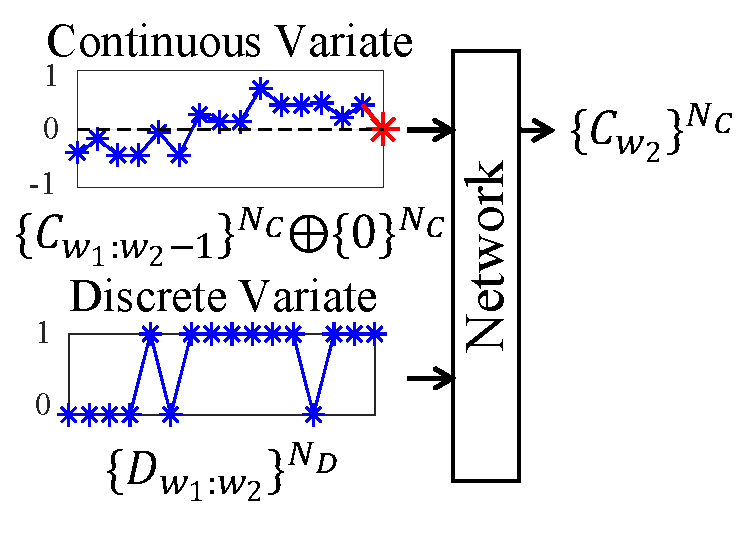 Continuous Variate
1
0
-1
{C_{w_1:w_2-1}}^{N_C}⊕{0}^{N_C}
Discrete Variate
1
0
{D_{w_1:w_2}}^{N_D}
Network
{C_{w_2}}^{N_C}